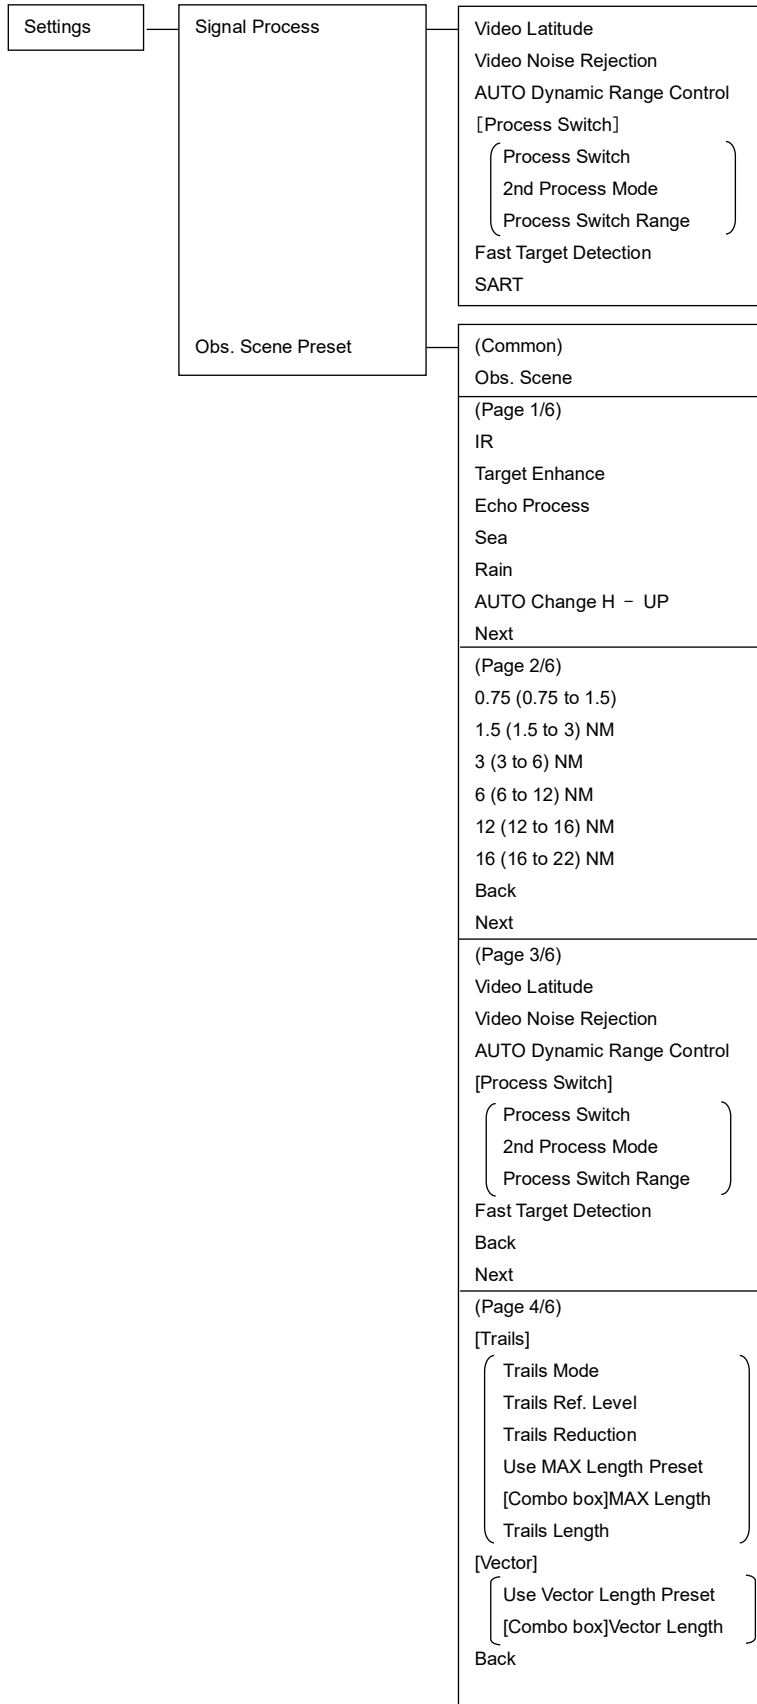 Settings
Signal Process
Video Latitude
Video Noise Rejection
AUTO Dynamic Range Control
［Process Switch］
Process Switch
2nd Process Mode
Process Switch Range
Fast Target Detection
SART
Obs. Scene Preset
(Common)
Obs. Scene
(Page 1/6)
IR
Target Enhance
Echo Process
Sea
Rain
AUTO Change H － UP
Next
(Page 2/6)
0.75 (0.75 to 1.5)
1.5 (1.5 to 3) NM
3 (3 to 6) NM
6 (6 to 12) NM
12 (12 to 16) NM
16 (16 to 22) NM
Back
Next
(Page 3/6)
Video Latitude
Video Noise Rejection
AUTO Dynamic Range Control
[Process Switch]
Process Switch
2nd Process Mode
Process Switch Range
Fast Target Detection
Back
Next
(Page 4/6)
[Trails]
Trails Mode
Trails Ref. Level
Trails Reduction
Use MAX Length Preset
[Combo box]MAX Length
Trails Length
[Vector]
Use Vector Length Preset
[Combo box]Vector Length
Back